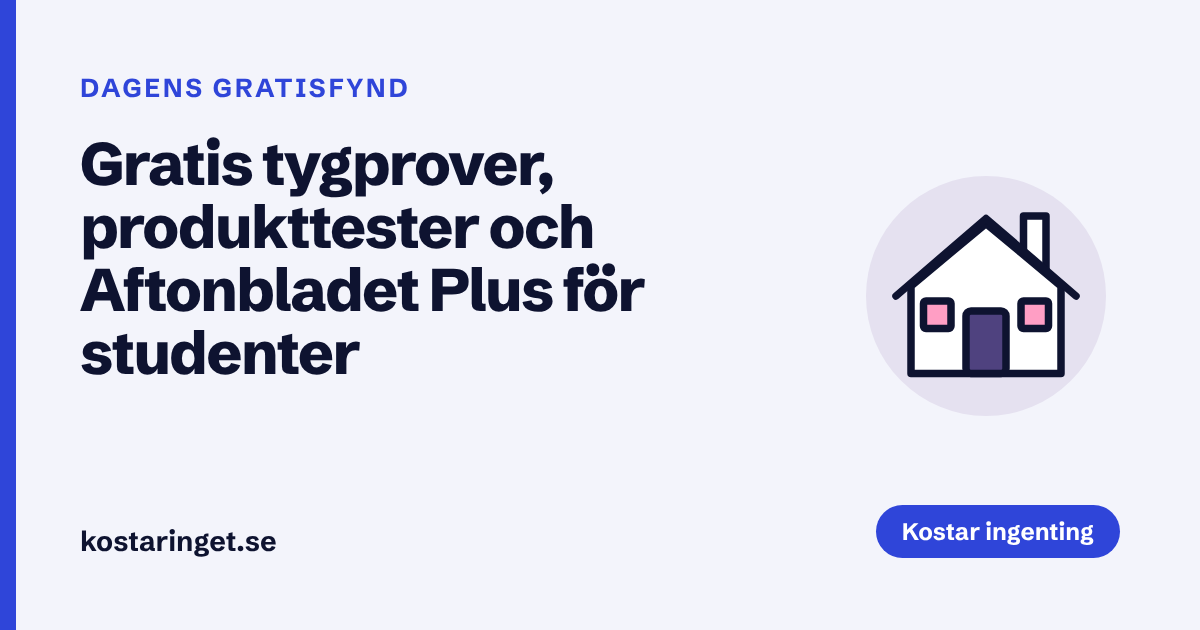 DAGENS GRATISFYND
Gratis tygprover,
produkttester och
Aftonbladet Plus för
studenter
kostaringet.se
Kostar ingenting